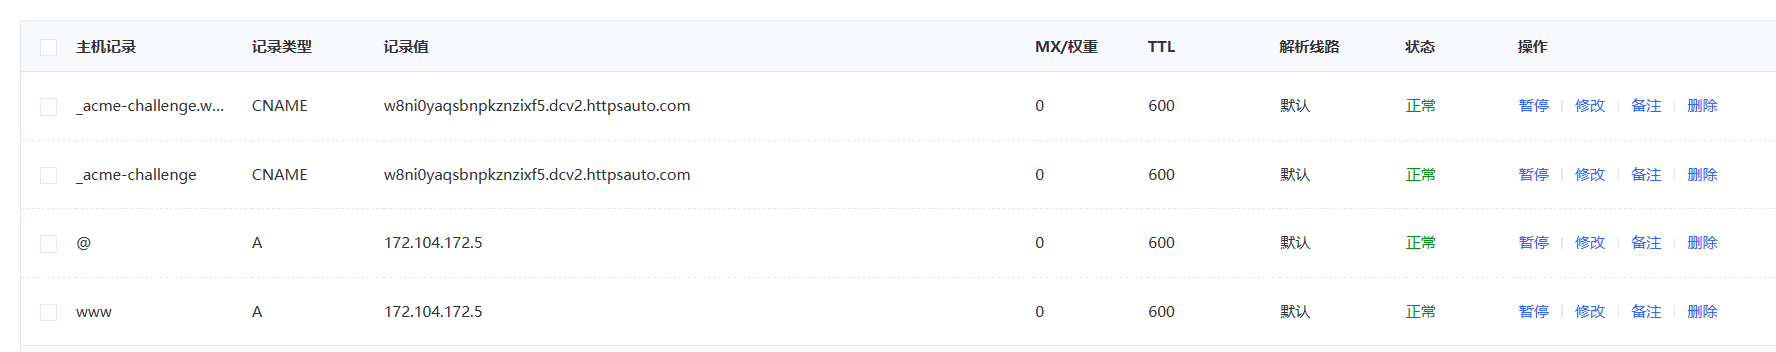 主机记录 记录类型 记录值 MX/权重 TTL 解析线路 状态 操作
_acme-challenge.w... CNAME w8ni0yaqsbnpkznzixf5.dcv2.httpsauto.com 0 600 默认 正常 暂停 修改 备注 删除
_acme-challenge CNAME w8ni0yaqsbnpkznzixf5.dcv2.httpsauto.com 0 600 默认 正常 暂停 修改 备注 删除
@ A 172.104.172.5 0 600 默认 正常 暂停 修改 备注 删除
www A 172.104.172.5 0 600 默认 正常 暂停 修改 备注 删除